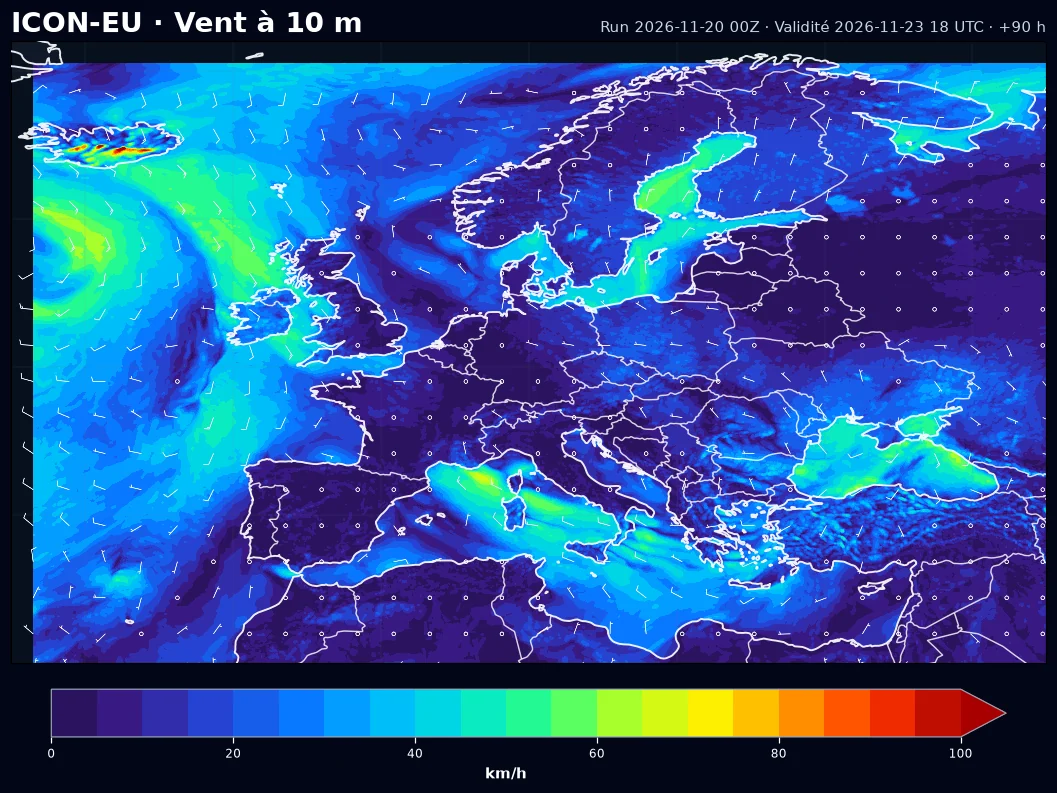 ICON-EU · Vent à 10 m
Run 2026-11-20 00Z · Validité 2026-11-23 18 UTC · +90 h
0 20 40 60 80 100
km/h